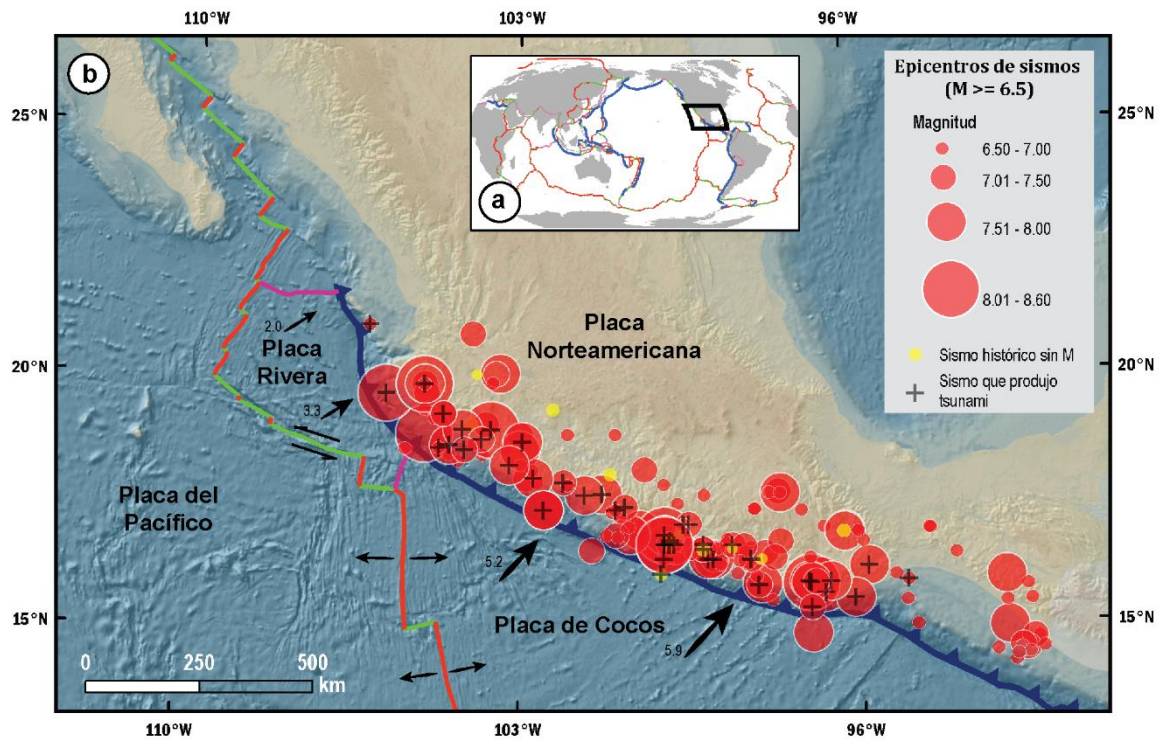 110°W
103°W
96°W
b
25°N
20°N
15°N
a
Epicentros de sismos
(M >= 6.5)
Magnitud
6.50 - 7.00
7.01 - 7.50
7.51 - 8.00
8.01 - 8.60
Sismo histórico sin M
Sismo que produjo
tsunami
25°N
20°N
15°N
Placa
Norteamericana
2.0
Placa
Rivera
3.3
Placa del
Pacífico
5.2
Placa de Cocos
5.9
0
250
500
km
110°W
103°W
96°W